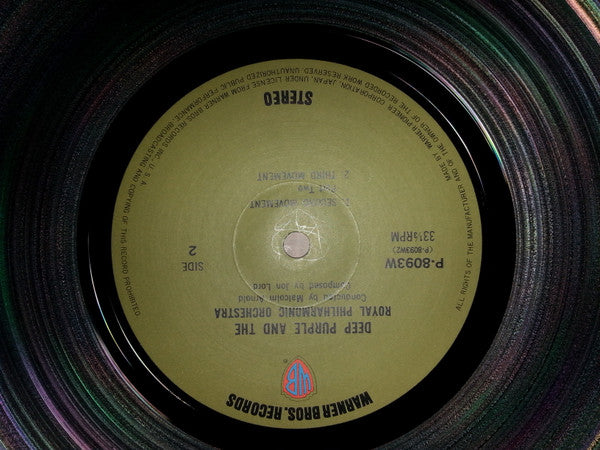 WARNER BROS. RECORDS
WB
®
DEEP PURPLE AND THE
ROYAL PHILHARMONIC ORCHESTRA
Conducted by Malcolm Arnold
Composed by Jon Lord
P-8093W
(P-8093W2)
33⅓RPM
SIDE
2
1. SECOND MOVEMENT
Part Two
2. THIRD MOVEMENT
STEREO
MADE BY WARNER-PIONEER CORPORATION, JAPAN, UNDER LICENSE FROM WARNER BROS. RECORDS INC. U.S.A.
ALL RIGHTS OF THE MANUFACTURER AND OF THE OWNER OF THE RECORDED WORK RESERVED. UNAUTHORIZED PUBLIC PERFORMANCE, BROADCASTING AND COPYING OF THIS RECORD PROHIBITED